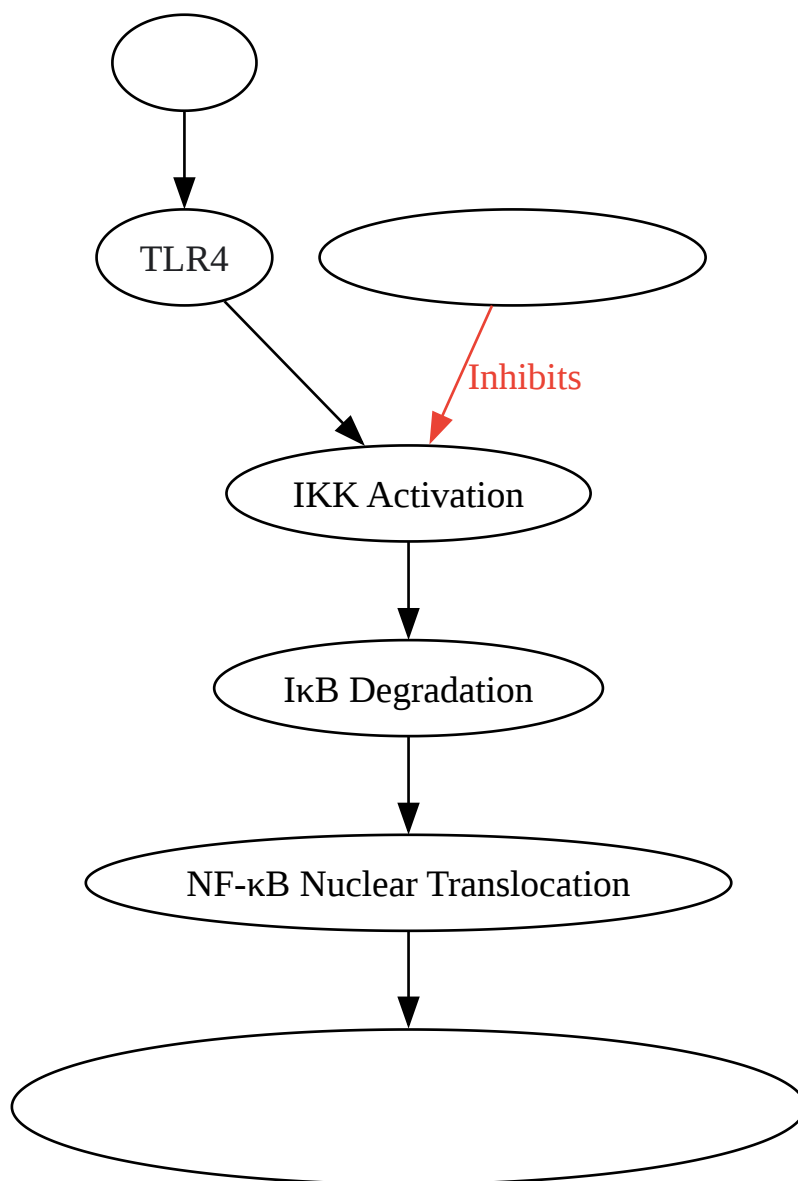 TLR4
Inhibits
IKK Activation
IκB Degradation
NF-κB Nuclear Translocation